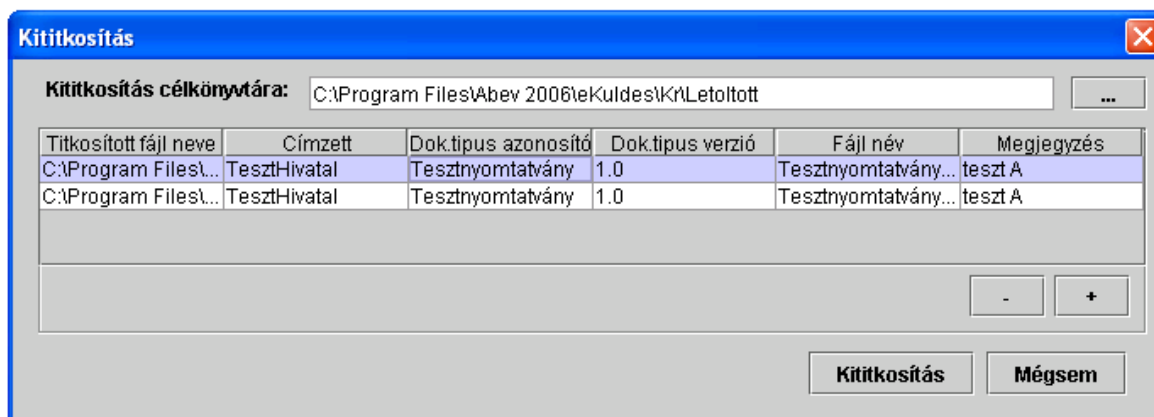 Kititkosítás
Kititkosítás célkönyvtára: C:\Program Files\Abev 2006\eKuldes\Kr\Letoltott ...
Titkosított fájl neve Címzett Dok.tipus azonosító Dok.tipus verzió Fájl név Megjegyzés
C:\Program Files\... TesztHivatal Tesztnyomtatvány 1.0 Tesztnyomtatvány... teszt A
C:\Program Files\... TesztHivatal Tesztnyomtatvány 1.0 Tesztnyomtatvány... teszt A
- +
Kititkosítás Mégsem